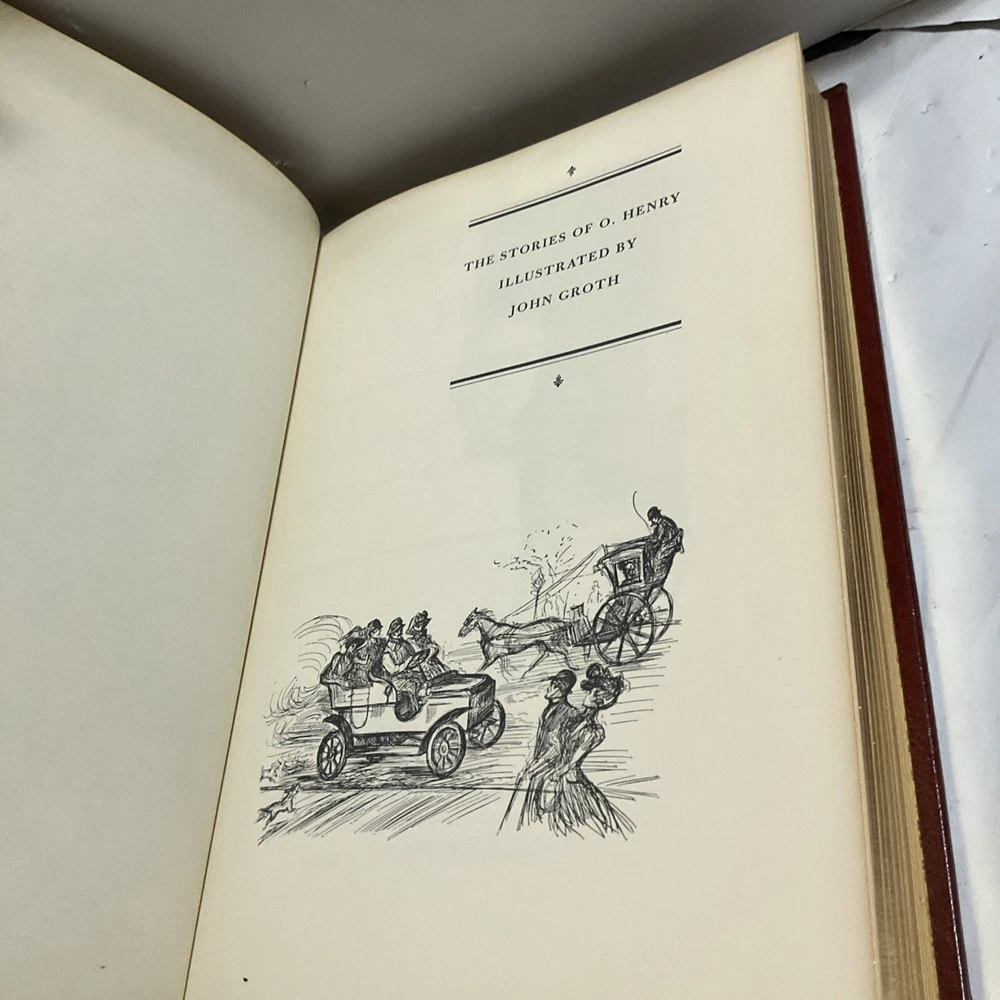 THE STORIES OF O. HENRY
ILLUSTRATED BY
JOHN GROTH